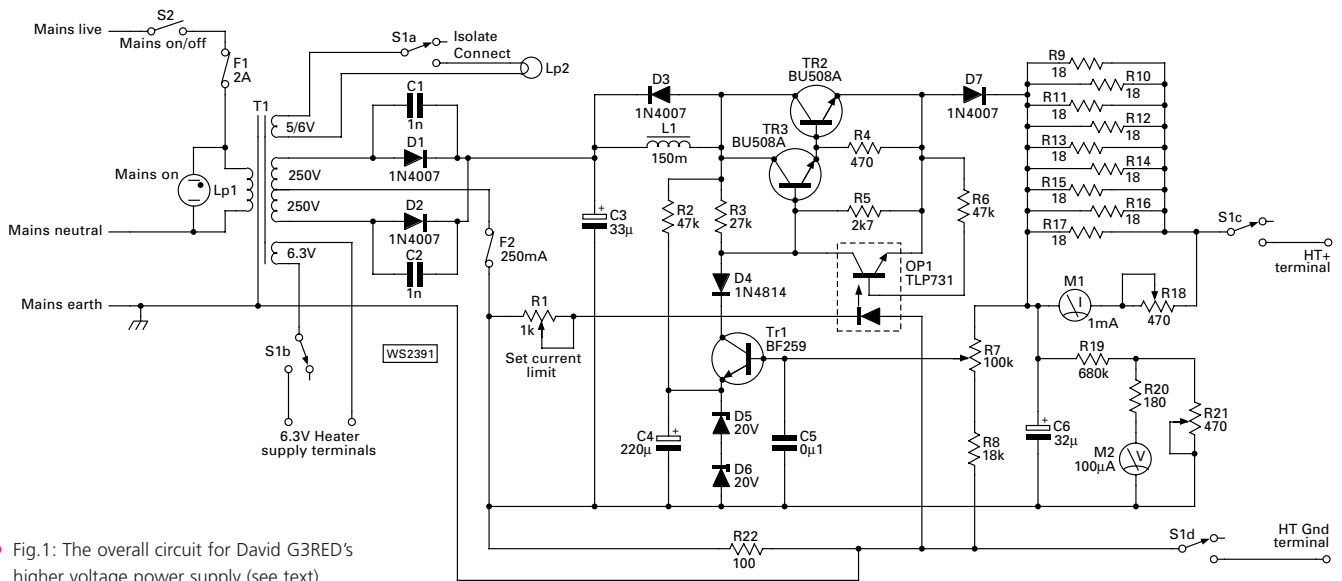 Mains live
S2
Mains on/off
F1
2A
T1
Mains on
Lp1
Mains neutral
Mains earth
5/6V
250V
250V
6.3V
S1a
Isolate
Connect
Lp2
C1
1n
D1
1N4007
D2
1N4007
C2
1n
F2
250mA
S1b
6.3V Heater
supply terminals
WS2391
R1
1k
Set current
limit
C3
33μ
D3
1N4007
L1
150m
R2
47k
R3
27k
D4
1N4814
Tr1
BF259
C4
220μ
D5
20V
D6
20V
C5
0μ1
TR2
BU508A
TR3
BU508A
R4
470
R5
2k7
R6
47k
OP1
TLP731
D7
1N4007
R7
100k
R8
18k
R9
18
R10
18
R11
18
R12
18
R13
18
R14
18
R15
18
R16
18
R17
18
S1c
HT+
terminal
M1
I
1mA
R18
470
R19
680k
R20
180
R21
470
C6
32μ
M2
V
100μA
R22
100
S1d
HT Gnd
terminal
Fig.1: The overall circuit for David G3RED's
higher voltage power supply (see text)